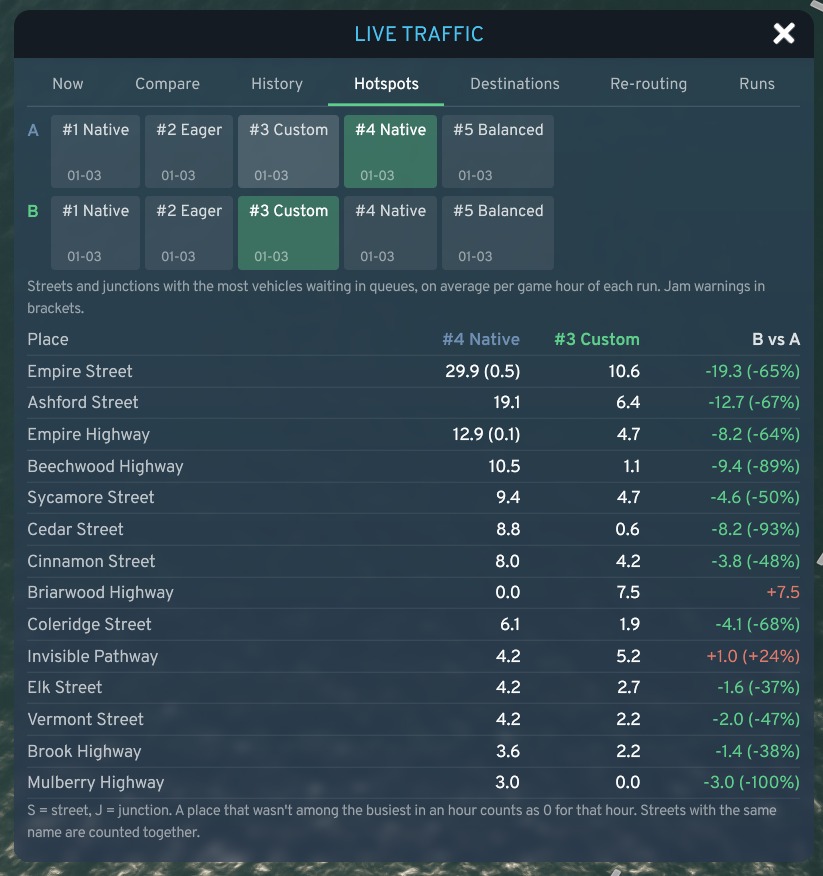 LIVE TRAFFIC
Now Compare History Hotspots Destinations Re-routing Runs
A #1 Native #2 Eager #3 Custom #4 Native #5 Balanced
01-03 01-03 01-03 01-03 01-03
B #1 Native #2 Eager #3 Custom #4 Native #5 Balanced
01-03 01-03 01-03 01-03 01-03
Streets and junctions with the most vehicles waiting in queues, on average per game hour of each run. Jam warnings in
brackets.
Place #4 Native #3 Custom B vs A
Empire Street 29.9 (0.5) 10.6 -19.3 (-65%)
Ashford Street 19.1 6.4 -12.7 (-67%)
Empire Highway 12.9 (0.1) 4.7 -8.2 (-64%)
Beechwood Highway 10.5 1.1 -9.4 (-89%)
Sycamore Street 9.4 4.7 -4.6 (-50%)
Cedar Street 8.8 0.6 -8.2 (-93%)
Cinnamon Street 8.0 4.2 -3.8 (-48%)
Briarwood Highway 0.0 7.5 +7.5
Coleridge Street 6.1 1.9 -4.1 (-68%)
Invisible Pathway 4.2 5.2 +1.0 (+24%)
Elk Street 4.2 2.7 -1.6 (-37%)
Vermont Street 4.2 2.2 -2.0 (-47%)
Brook Highway 3.6 2.2 -1.4 (-38%)
Mulberry Highway 3.0 0.0 -3.0 (-100%)
S = street, J = junction. A place that wasn't among the busiest in an hour counts as 0 for that hour. Streets with the same
name are counted together.